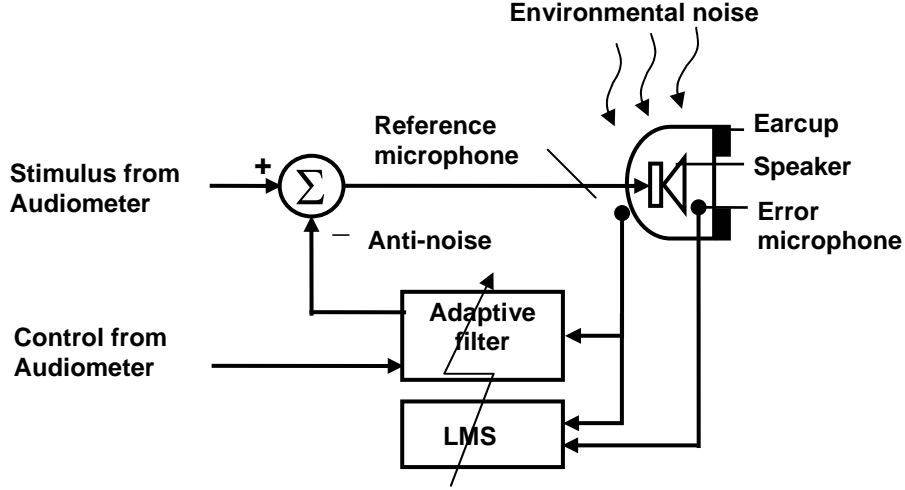 Environmental noise
Reference
microphone
Earcup
Speaker
Error
microphone
Stimulus from
Audiometer
+
Σ
−
Anti-noise
Control from
Audiometer
Adaptive
filter
LMS